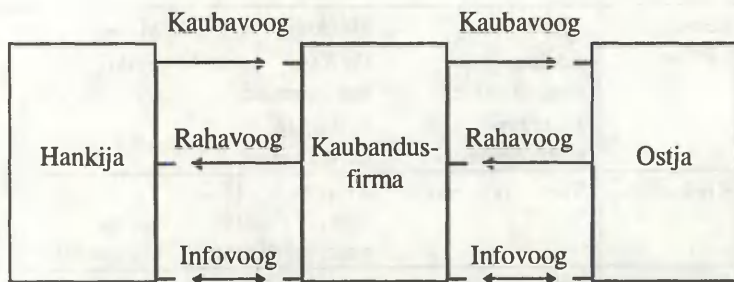 Kaubavoog Kaubavoog
Hankija Rahavoog Kaubandus-
firma Rahavoog Ostja
Infovoog Infovoog